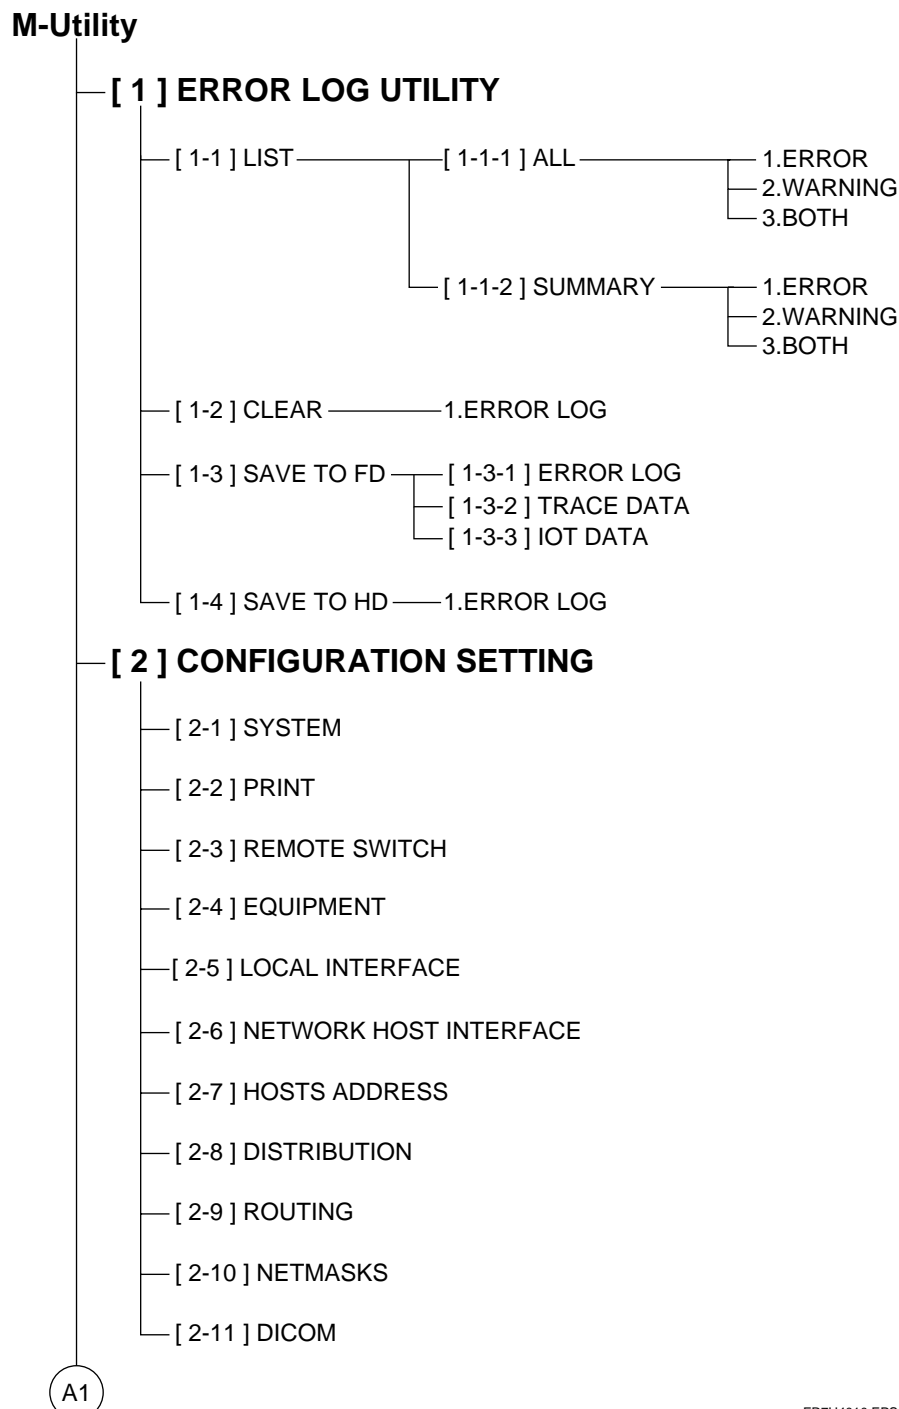 M-Utility
[ 1 ] ERROR LOG UTILITY
[ 1-1 ] LIST [ 1-1-1 ] ALL 1.ERROR
2.WARNING
3.BOTH
[ 1-1-2 ] SUMMARY 1.ERROR
2.WARNING
3.BOTH
[ 1-2 ] CLEAR 1.ERROR LOG
[ 1-3 ] SAVE TO FD [ 1-3-1 ] ERROR LOG
[ 1-3-2 ] TRACE DATA
[ 1-3-3 ] IOT DATA
[ 1-4 ] SAVE TO HD 1.ERROR LOG
[ 2 ] CONFIGURATION SETTING
[ 2-1 ] SYSTEM
[ 2-2 ] PRINT
[ 2-3 ] REMOTE SWITCH
[ 2-4 ] EQUIPMENT
[ 2-5 ] LOCAL INTERFACE
[ 2-6 ] NETWORK HOST INTERFACE
[ 2-7 ] HOSTS ADDRESS
[ 2-8 ] DISTRIBUTION
[ 2-9 ] ROUTING
[ 2-10 ] NETMASKS
[ 2-11 ] DICOM
A1